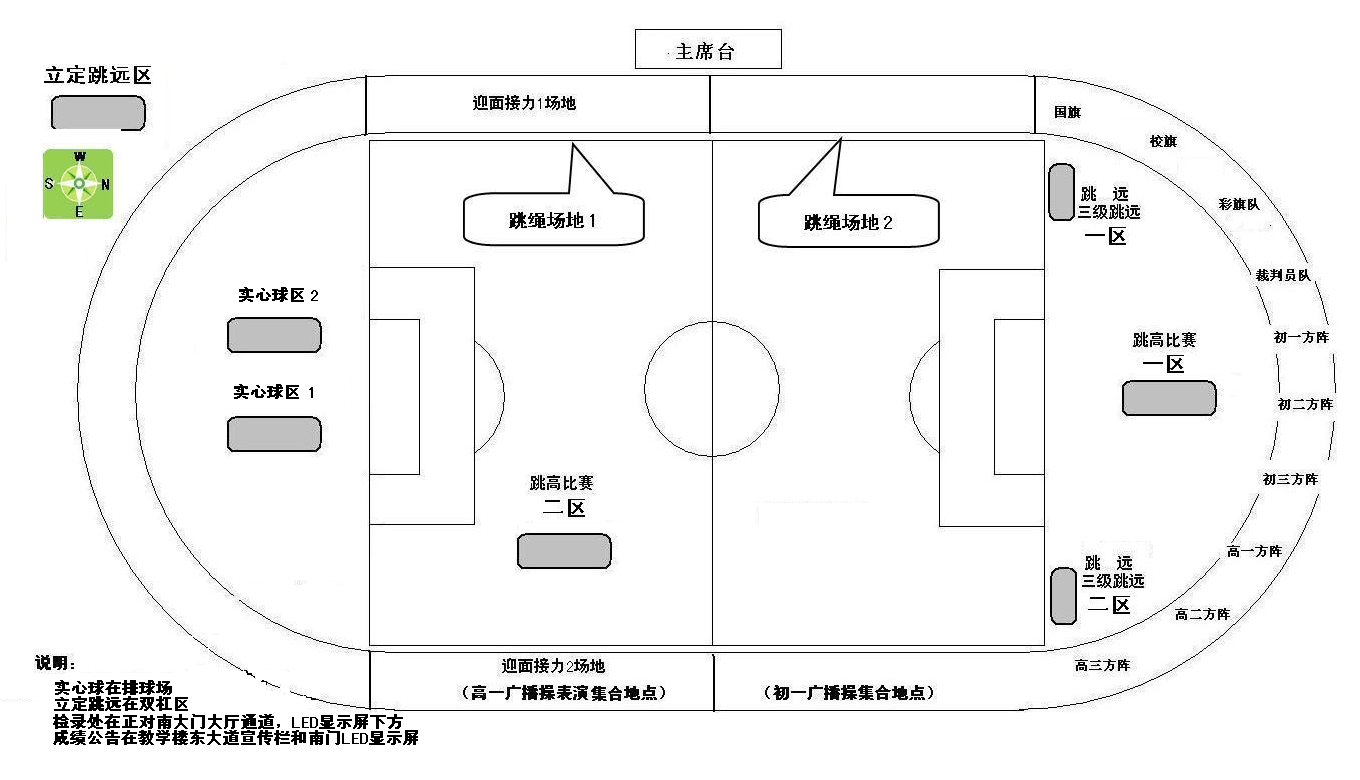 主席台
立定跳远区
迎面接力1场地
国旗
校旗
W
S N
E
跳 远
三级跳远
一区
彩旗队
跳绳场地1
跳绳场地2
裁判员队
实心球区 2
初一方阵
跳高比赛
一区
实心球区 1
初二方阵
跳高比赛
二区
初三方阵
高一方阵
跳 远
三级跳远
二区
高二方阵
迎面接力2场地
高三方阵
(高一广播操表演集合地点)
(初一广播操集合地点)
说明:
实心球在排球场
立定跳远在双杠区
检录处在正对南大门大厅通道，LED显示屏下方
成绩公告在教学楼东大道宣传栏和南门LED显示屏